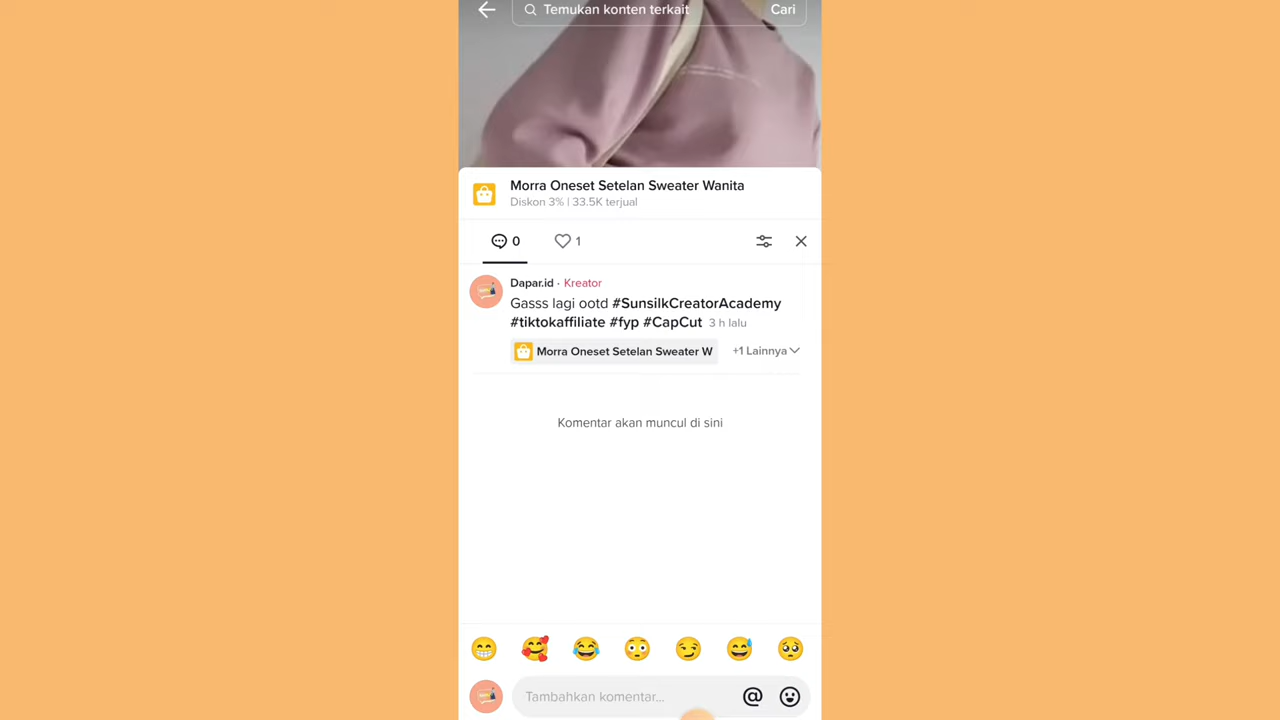 Temukan konten terkait Cari
Morra Oneset Setelan Sweater Wanita
Diskon 3% | 33.5K terjual
0 1
Dapar.id · Kreator
Gasss lagi ootd #SunsilkCreatorAcademy
#tiktokaffiliate #fyp #CapCut 3 h lalu
Morra Oneset Setelan Sweater W +1 Lainnya
Komentar akan muncul di sini
Tambahkan komentar... @